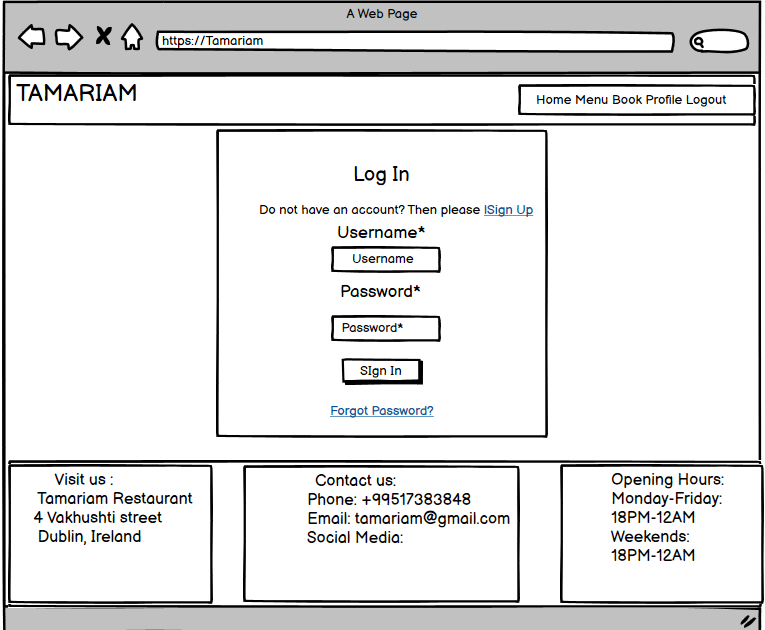 A Web Page
https://Tamariam
TAMARIAM
Home Menu Book Profile Logout
Log In
Do not have an account? Then please ISign Up
Username*
Username
Password*
Password*
SIgn In
Forgot Password?
Visit us :
Tamariam Restaurant
4 Vakhushti street
Dublin, Ireland
Contact us:
Phone: +99517383848
Email: tamariam@gmail.com
Social Media:
Opening Hours:
Monday-Friday:
18PM-12AM
Weekends:
18PM-12AM